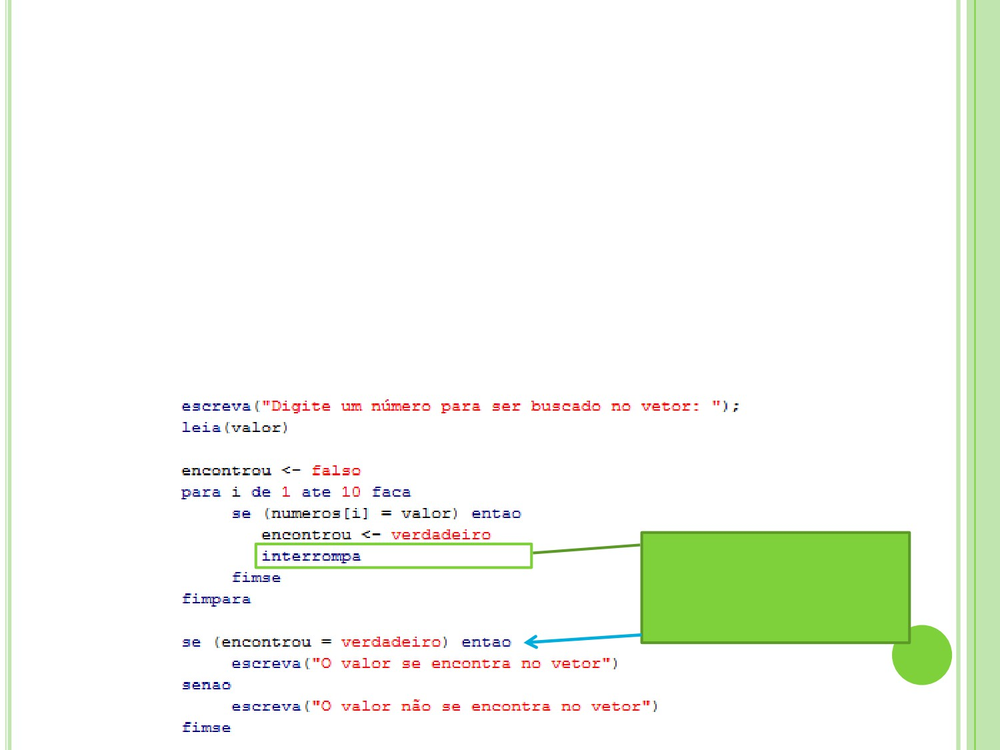 escreva("Digite um número para ser buscado no vetor: ");
leia(valor)
encontrou <- falso
para i de 1 ate 10 faca
se (numeros[i] = valor) entao
encontrou <- verdadeiro
interrompa
fimse
fimpara
se (encontrou = verdadeiro) entao
escreva("O valor se encontra no vetor")
senao
escreva("O valor não se encontra no vetor")
fimse